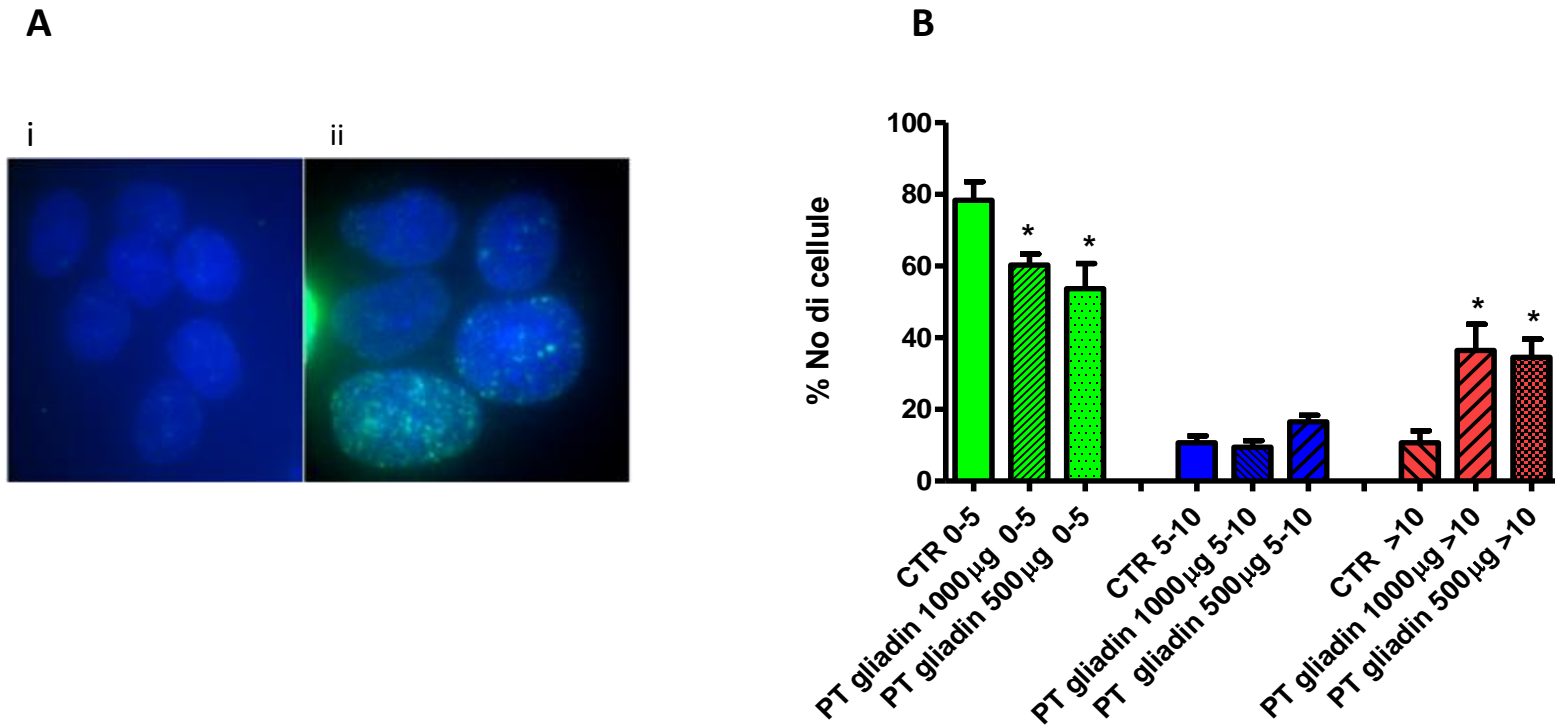 A
B
i
ii
% No di cellule
100
80
60
40
20
0
*
*
*
*
CTR 0-5
PT gliadin 1000µg 0-5
PT gliadin 500µg 0-5
CTR 5-10
PT gliadin 1000µg 5-10
PT gliadin 500µg 5-10
CTR >10
PT gliadin 1000µg >10
PT gliadin 500µg >10